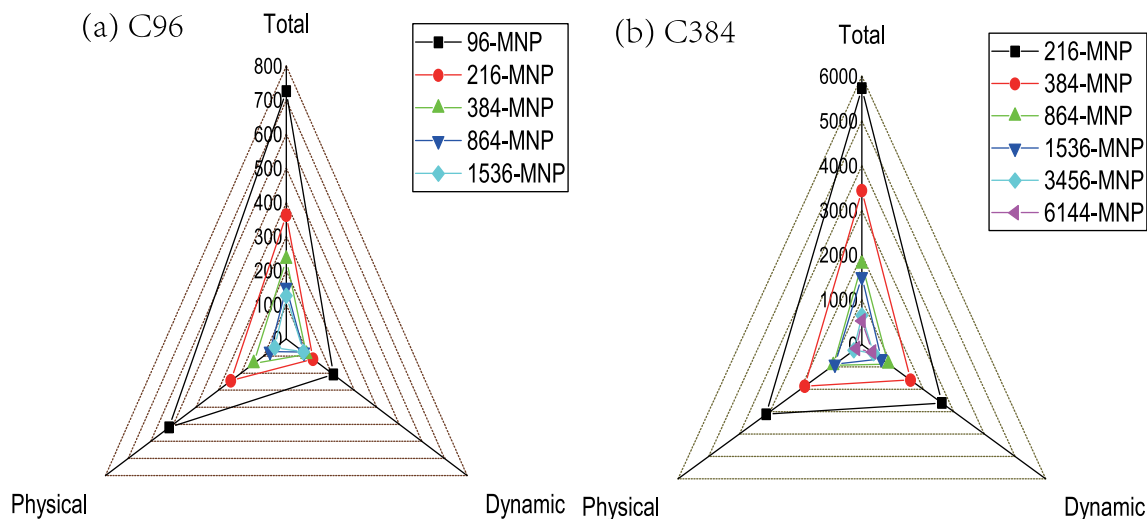 (a) C96
Total
800
700
600
500
400
300
200
100
0
Physical
Dynamic
96-MNP
216-MNP
384-MNP
864-MNP
1536-MNP
(b) C384
Total
6000
5000
4000
3000
2000
1000
0
Physical
Dynamic
216-MNP
384-MNP
864-MNP
1536-MNP
3456-MNP
6144-MNP